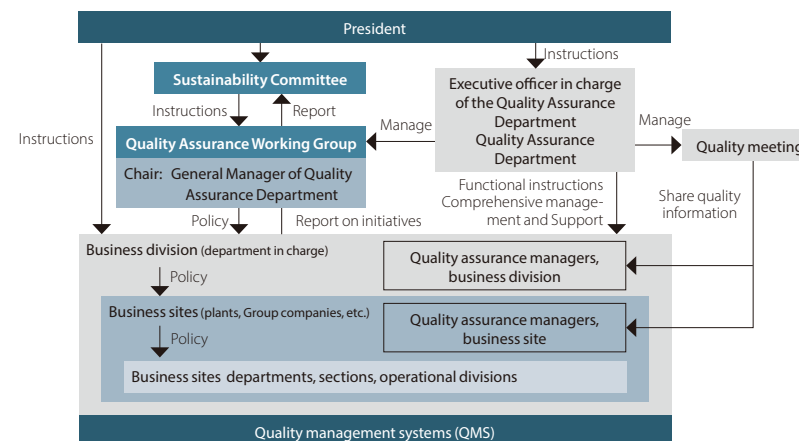 President
Instructions
Sustainability Committee
Executive officer in charge
of the Quality Assurance
Department
Quality Assurance
Department
Instructions
Report
Instructions
Manage
Manage
Quality Assurance Working Group
Quality meeting
Chair: General Manager of Quality
Assurance Department
Functional instructions
Comprehensive manage-
ment and Support
Share quality
information
Policy
Report on initiatives
Business division (department in charge)
Quality assurance managers,
business division
Policy
Business sites (plants, Group companies, etc.)
Quality assurance managers,
business site
Policy
Business sites departments, sections, operational divisions
Quality management systems (QMS)